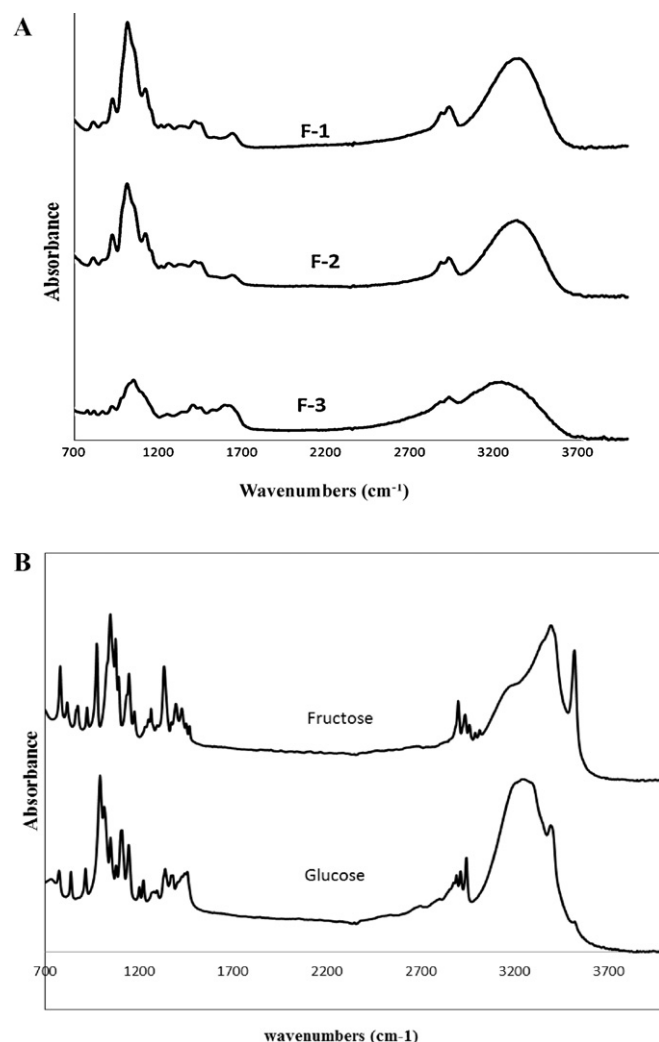 A
F-1
F-2
F-3
Absorbance
700 1200 1700 2200 2700 3200 3700
Wavenumbers (cm⁻¹)
B
Fructose
Glucose
Absorbance
700 1200 1700 2200 2700 3200 3700
wavenumbers (cm-1)